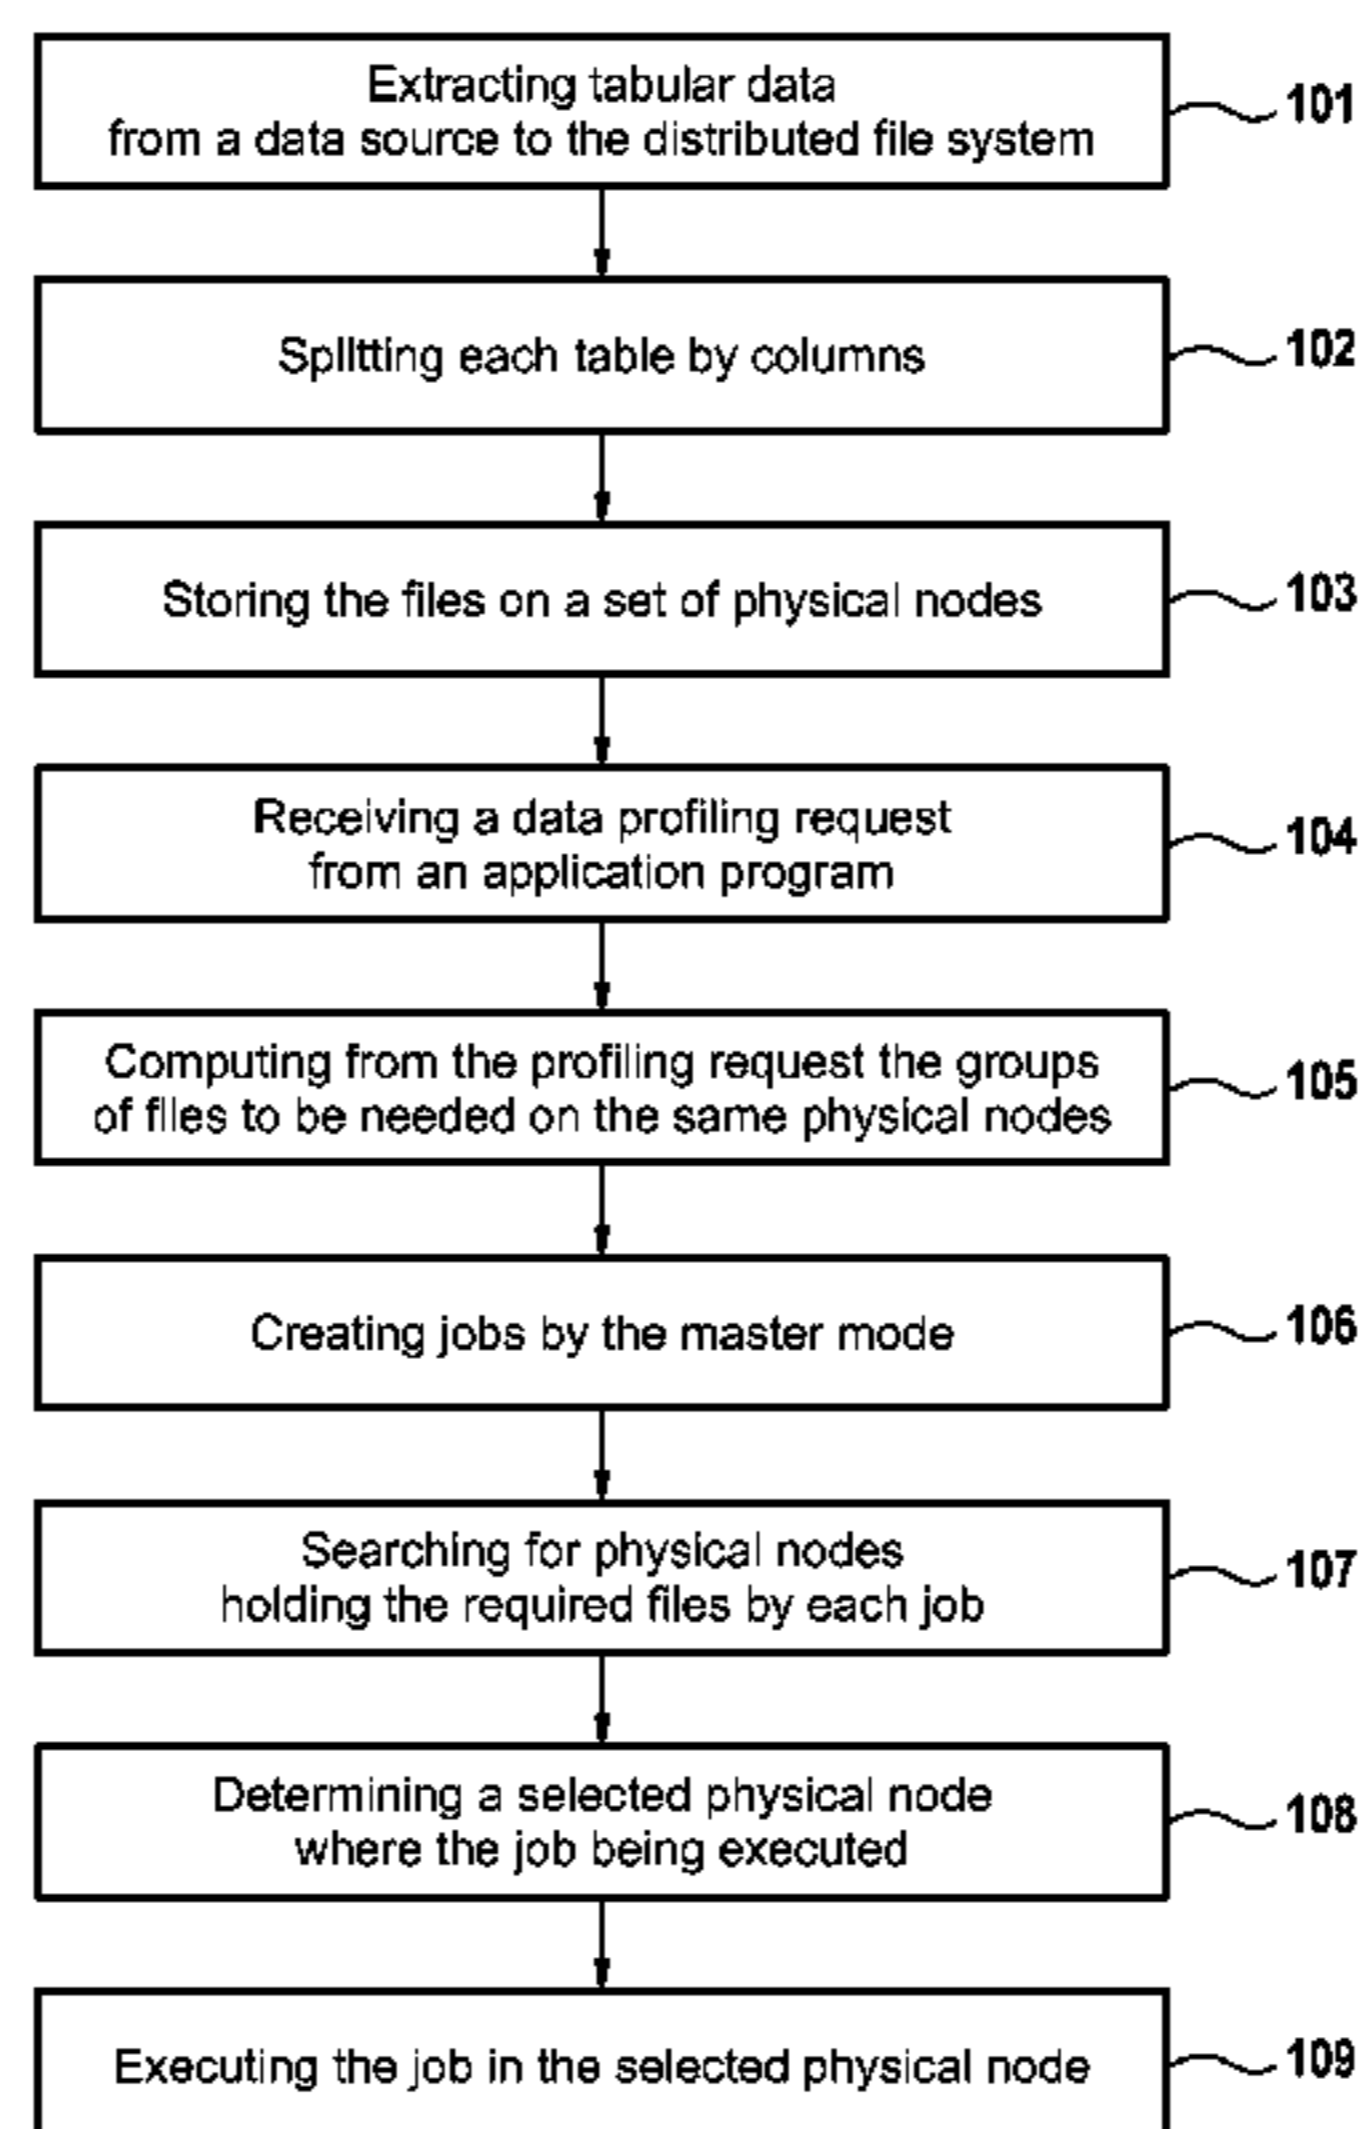 Extracting tabular data
from a data source to the distributed file system
101
Splitting each table by columns
102
Storing the files on a set of physical nodes
103
Receiving a data profiling request
from an application program
104
Computing from the profiling request the groups
of files to be needed on the same physical nodes
105
Creating jobs by the master mode
106
Searching for physical nodes
holding the required files by each job
107
Determining a selected physical node
where the job being executed
108
Executing the job in the selected physical node
109